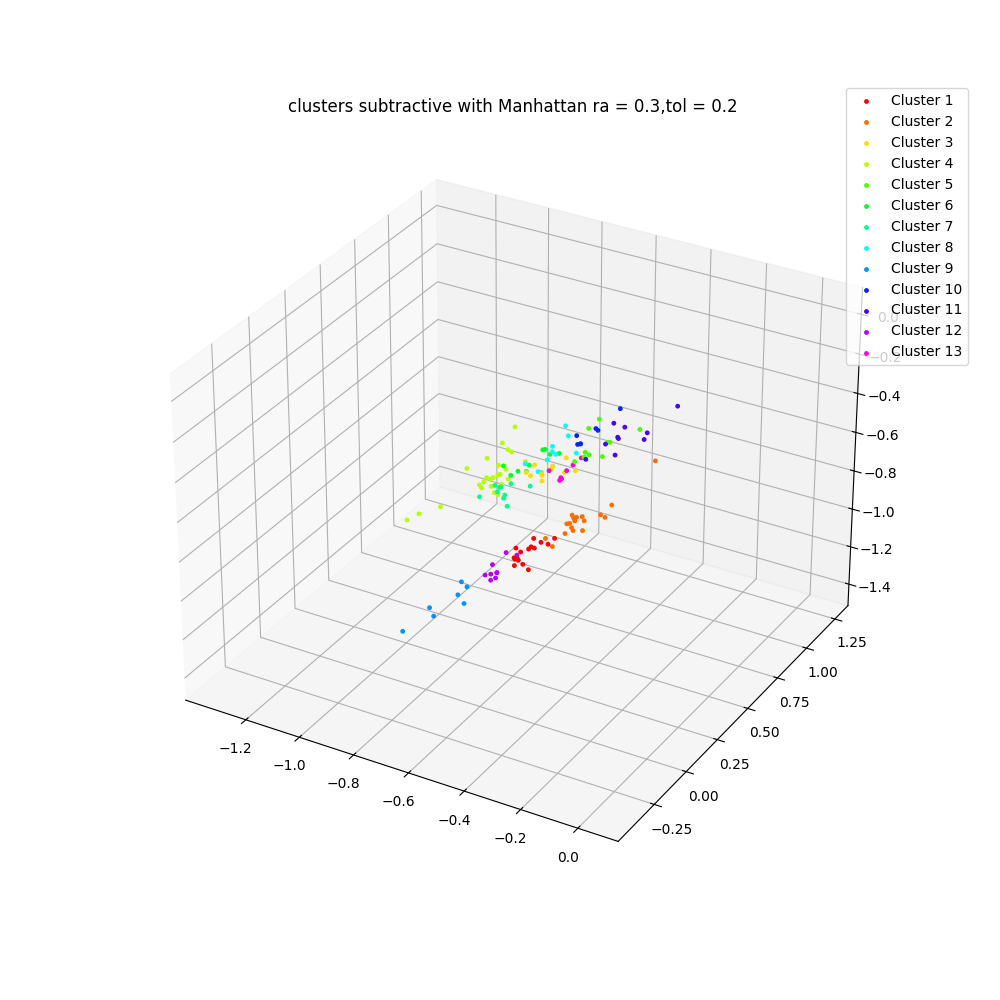 clusters subtractive with Manhattan ra = 0.3,tol = 0.2
Cluster 1
Cluster 2
Cluster 3
Cluster 4
Cluster 5
Cluster 6
Cluster 7
Cluster 8
Cluster 9
Cluster 10
Cluster 11
Cluster 12
Cluster 13
0.0
−0.2
−0.4
−0.6
−0.8
−1.0
−1.2
−1.4
1.25
1.00
0.75
0.50
0.25
0.00
−0.25
−1.2
−1.0
−0.8
−0.6
−0.4
−0.2
0.0